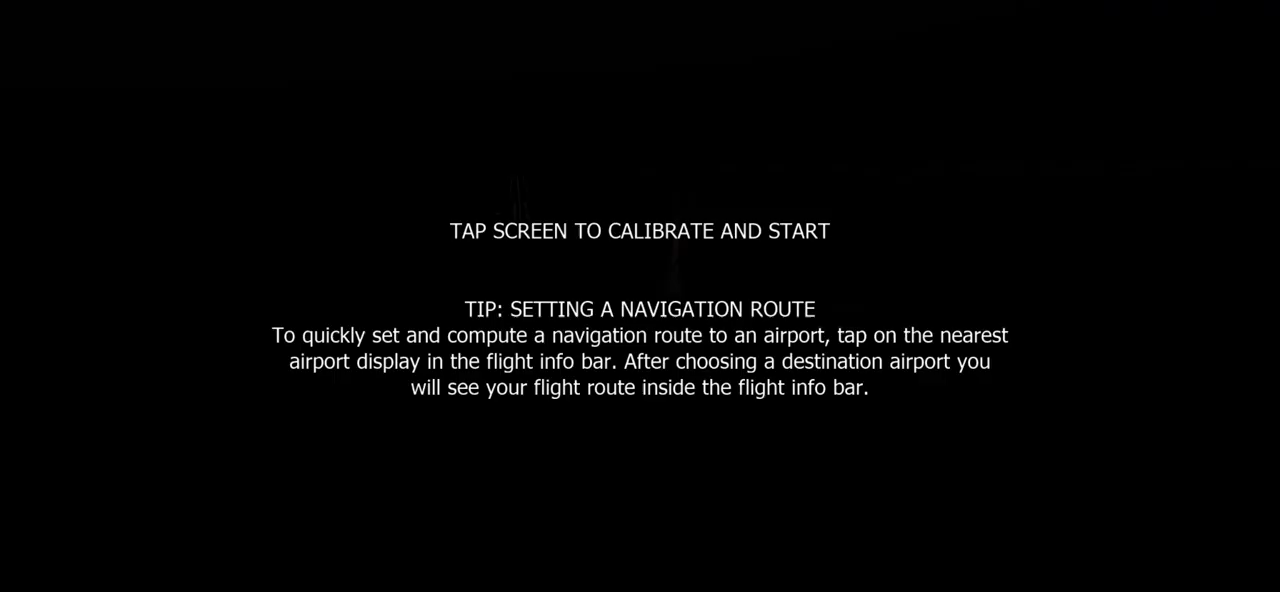 TAP SCREEN TO CALIBRATE AND START
TIP: SETTING A NAVIGATION ROUTE
To quickly set and compute a navigation route to an airport, tap on the nearest
airport display in the flight info bar. After choosing a destination airport you
will see your flight route inside the flight info bar.